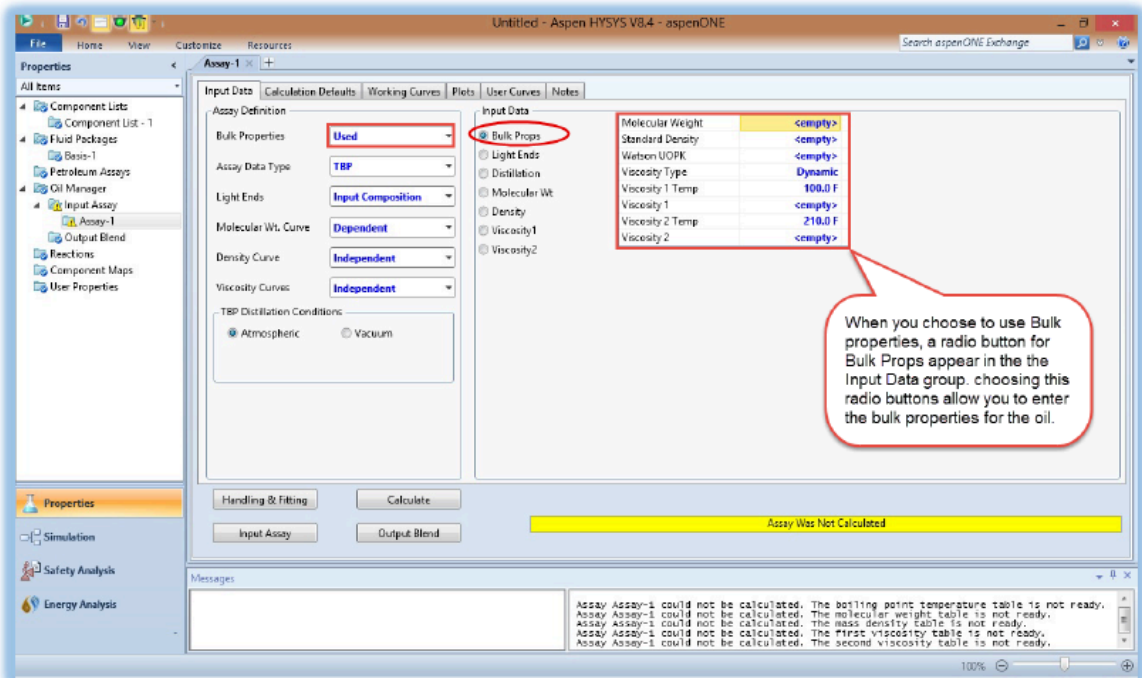 Untitled - Aspen HYSYS V8.4 - aspenONE
File Home View Customize Resources
Search aspenONE Exchange
Properties
All Items
Component Lists
Component List - 1
Fluid Packages
Basis-1
Petroleum Assays
Oil Manager
Input Assay
Assay-1
Output Blend
Reactions
Component Maps
User Properties
Properties
Simulation
Safety Analysis
Energy Analysis
Assay-1
Input Data Calculation Defaults Working Curves Plots User Curves Notes
Assay Definition
Bulk Properties Used
Assay Data Type TBP
Light Ends Input Composition
Molecular Wt. Curve Dependent
Density Curve Independent
Viscosity Curves Independent
TBP Distillation Conditions
Atmospheric Vacuum
Input Data
Bulk Props
Light Ends
Distillation
Molecular Wt
Density
Viscosity1
Viscosity2
Molecular Weight <empty>
Standard Density <empty>
Watson UOPK <empty>
Viscosity Type Dynamic
Viscosity 1 Temp 100.0 F
Viscosity 1 <empty>
Viscosity 2 Temp 210.0 F
Viscosity 2 <empty>
When you choose to use Bulk
properties, a radio button for
Bulk Props appear in the the
Input Data group. choosing this
radio buttons allow you to enter
the bulk properties for the oil.
Handling & Fitting Calculate
Input Assay Output Blend
Assay Was Not Calculated
Messages
Assay Assay-1 could not be calculated. The boiling point temperature table is not ready.
Assay Assay-1 could not be calculated. The molecular weight table is not ready.
Assay Assay-1 could not be calculated. The mass density table is not ready.
Assay Assay-1 could not be calculated. The first viscosity table is not ready.
Assay Assay-1 could not be calculated. The second viscosity table is not ready.
100%